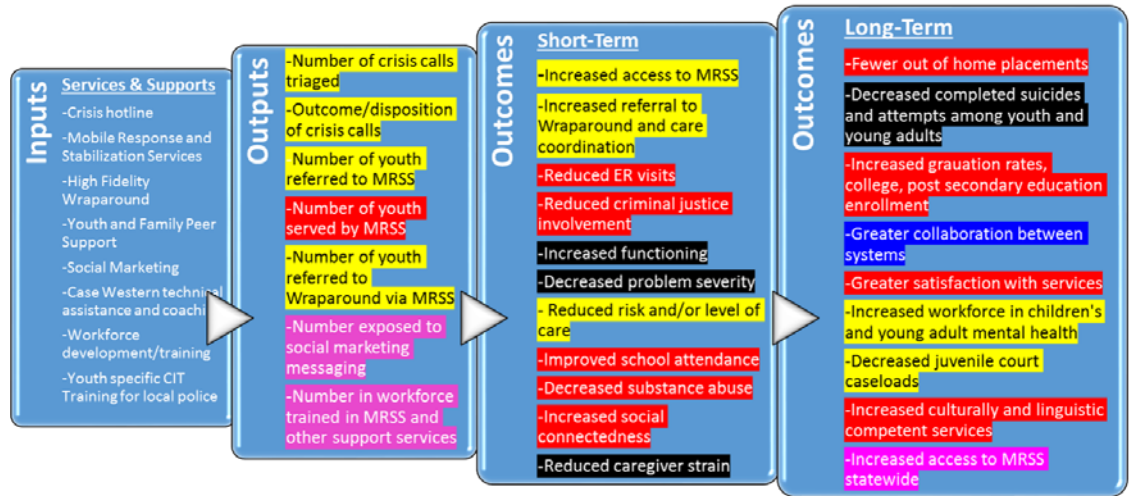 Inputs
Services & Supports
-Crisis hotline
-Mobile Response and
Stabilization Services
-High Fidelity
Wraparound
-Youth and Family Peer
Support
-Social Marketing
-Case Western technical
assistance and
-Workforce
development/training
-Youth specific CIT
Training for local police
Outputs
-Number of crisis calls
triaged
-Outcome/disposition
of crisis calls
-Number of youth
referred to MRSS
-Number of youth
served by MRSS
-Number of youth
referred to
Wraparound via MRSS
-Number exposed to
social marketing
messaging
-Number in workforce
trained in MRSS and
other support services
Outcomes
Short-Term
-Increased access to MRSS
-Increased referral to
Wraparound and care
coordination
-Reduced ER visits
-Reduced criminal justice
involvement
-Increased functioning
-Decreased problem severity
- Reduced risk and/or level of
care
-Improved school attendance
-Decreased substance abuse
-Increased social
connectedness
-Reduced caregiver strain
Outcomes
Long-Term
-Fewer out of home placements
-Decreased completed suicides
and attempts among youth and
young adults
-Increased grauation rates,
college, post secondary education
enrollment
-Greater collaboration between
systems
-Greater satisfaction with services
-Increased workforce in children's
and young adult mental health
-Decreased juvenile court
caseloads
-Increased culturally and linguistic
competent services
-Increased access to MRSS
statewide